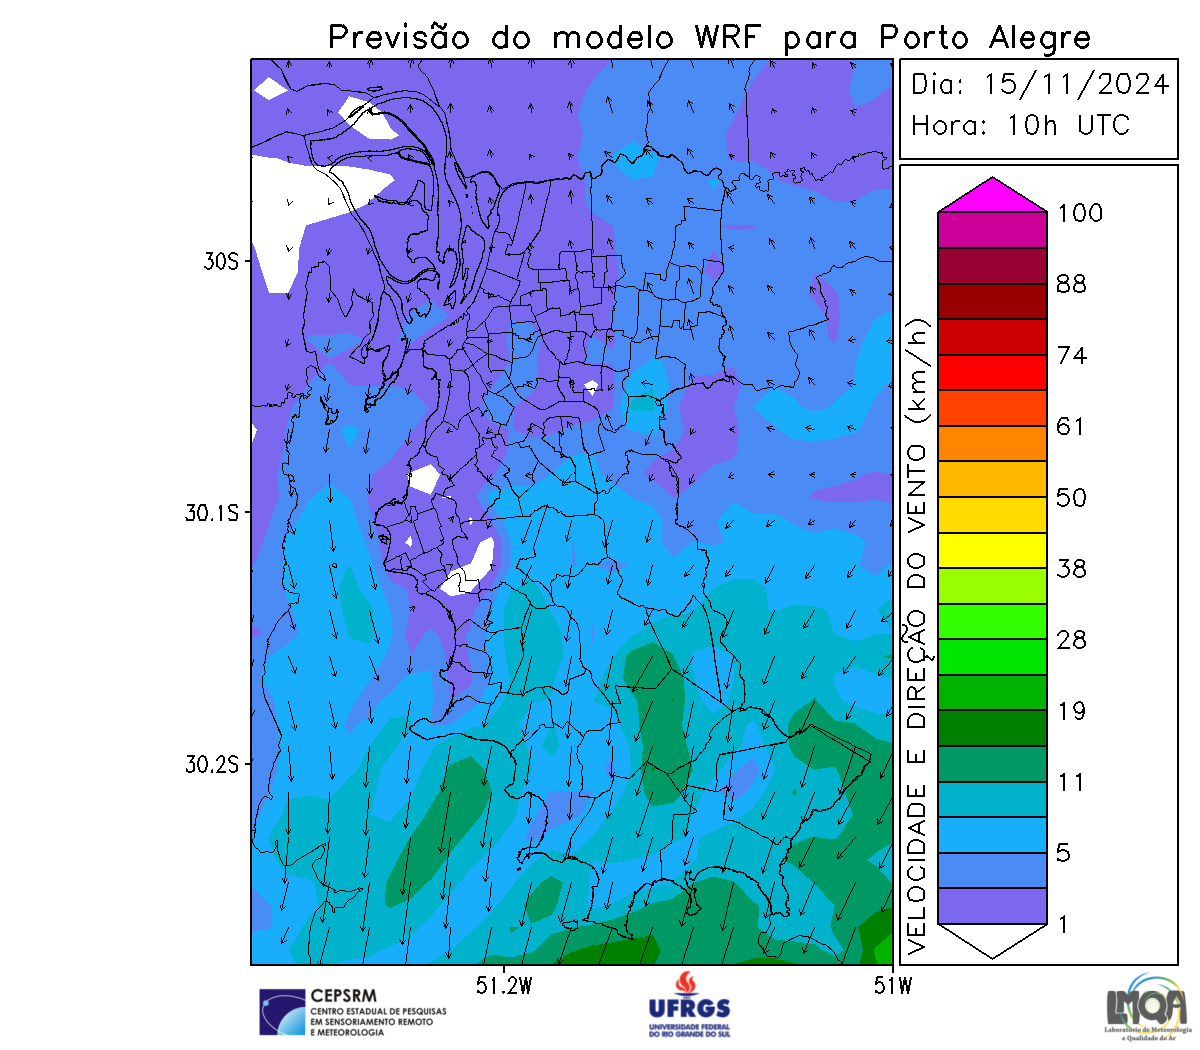 Previsão do modelo WRF para Porto Alegre
Dia: 15/11/2024
Hora: 10h UTC
100
88
74
61
50
38
28
19
11
5
1
VELOCIDADE E DIREÇÃO DO VENTO (km/h)
30S
30.1S
30.2S
51.2W
51W
CEPSRM
CENTRO ESTADUAL DE PESQUISAS
EM SENSORIAMENTO REMOTO
E METEOROLOGIA
UFRGS
UNIVERSIDADE FEDERAL
DO RIO GRANDE DO SUL
LMQA
Laboratório de Meteorologia
e Qualidade do Ar